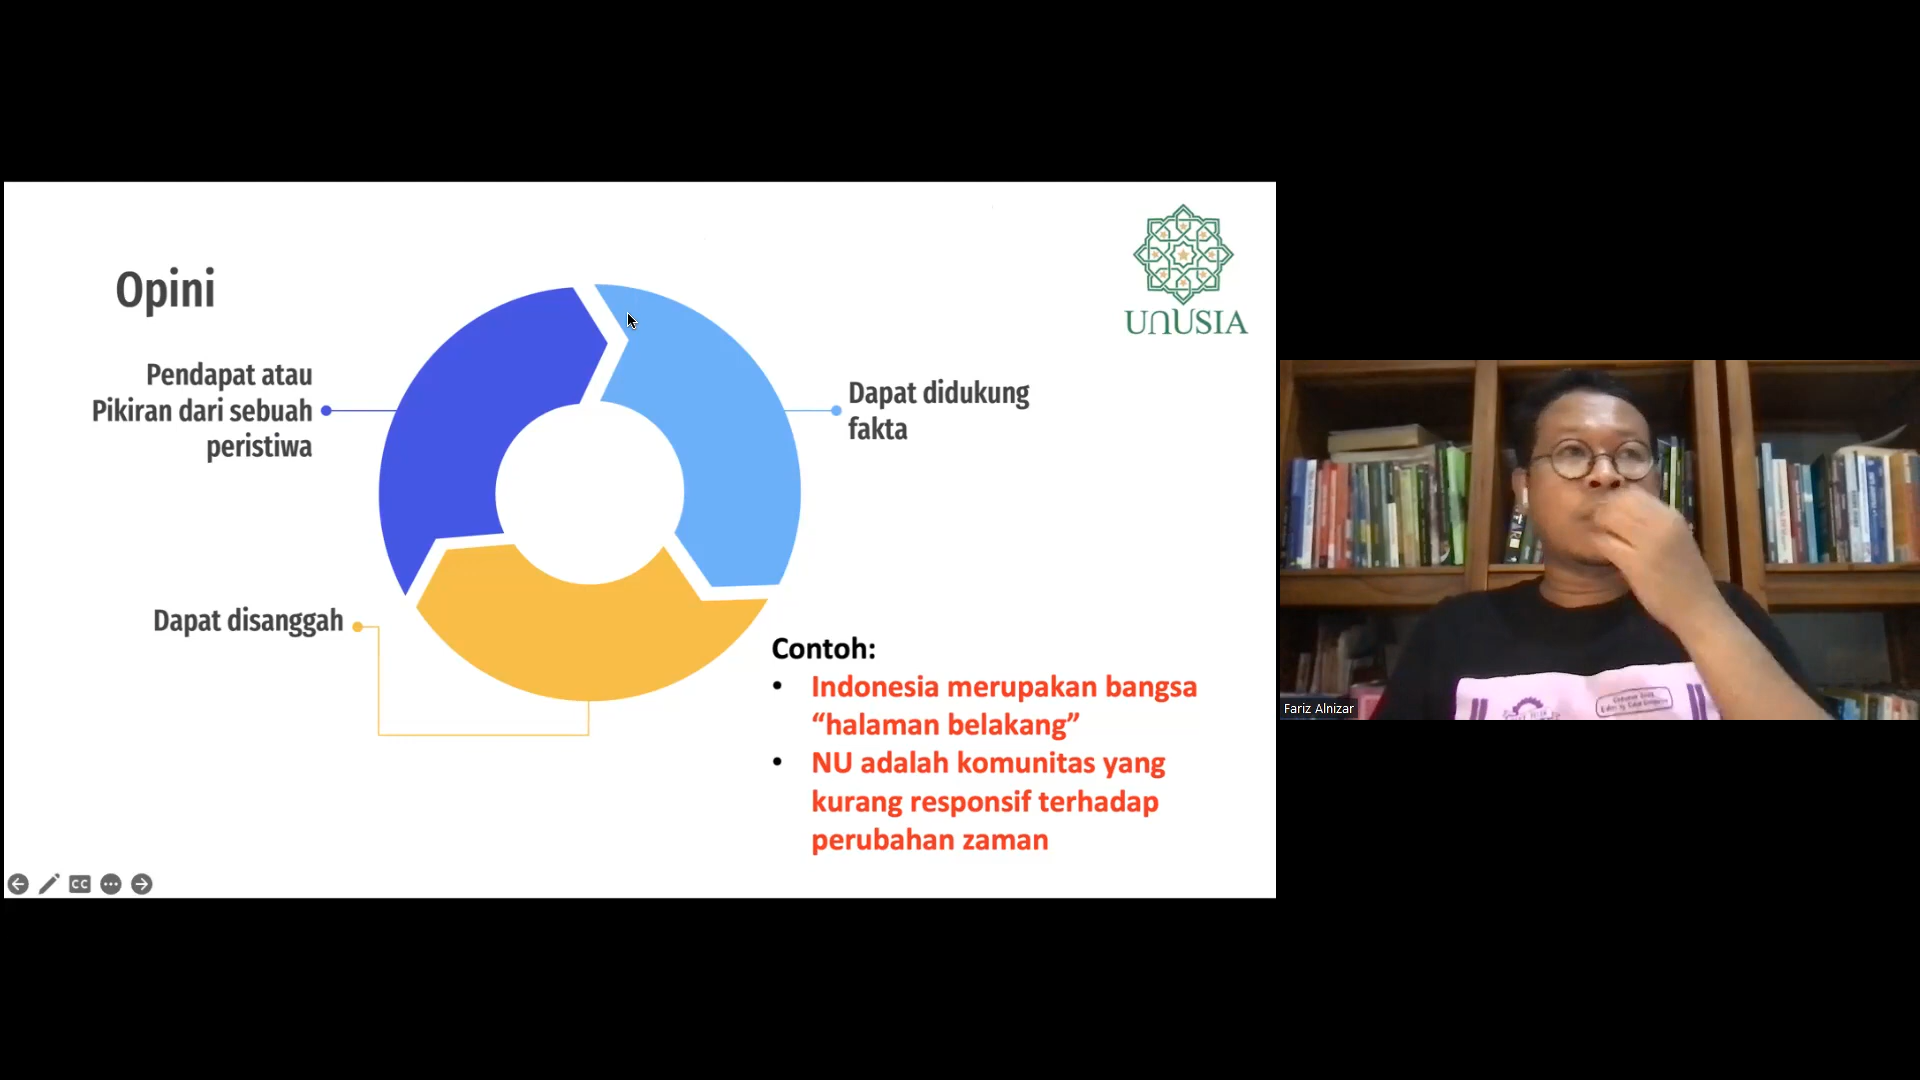 Opini
Pendapat atau
Pikiran dari sebuah
peristiwa
Dapat didukung
fakta
Dapat disanggah
Contoh:
• Indonesia merupakan bangsa
“halaman belakang”
• NU adalah komunitas yang
kurang responsif terhadap
perubahan zaman
UNUSIA
CC
Fariz Alnizar